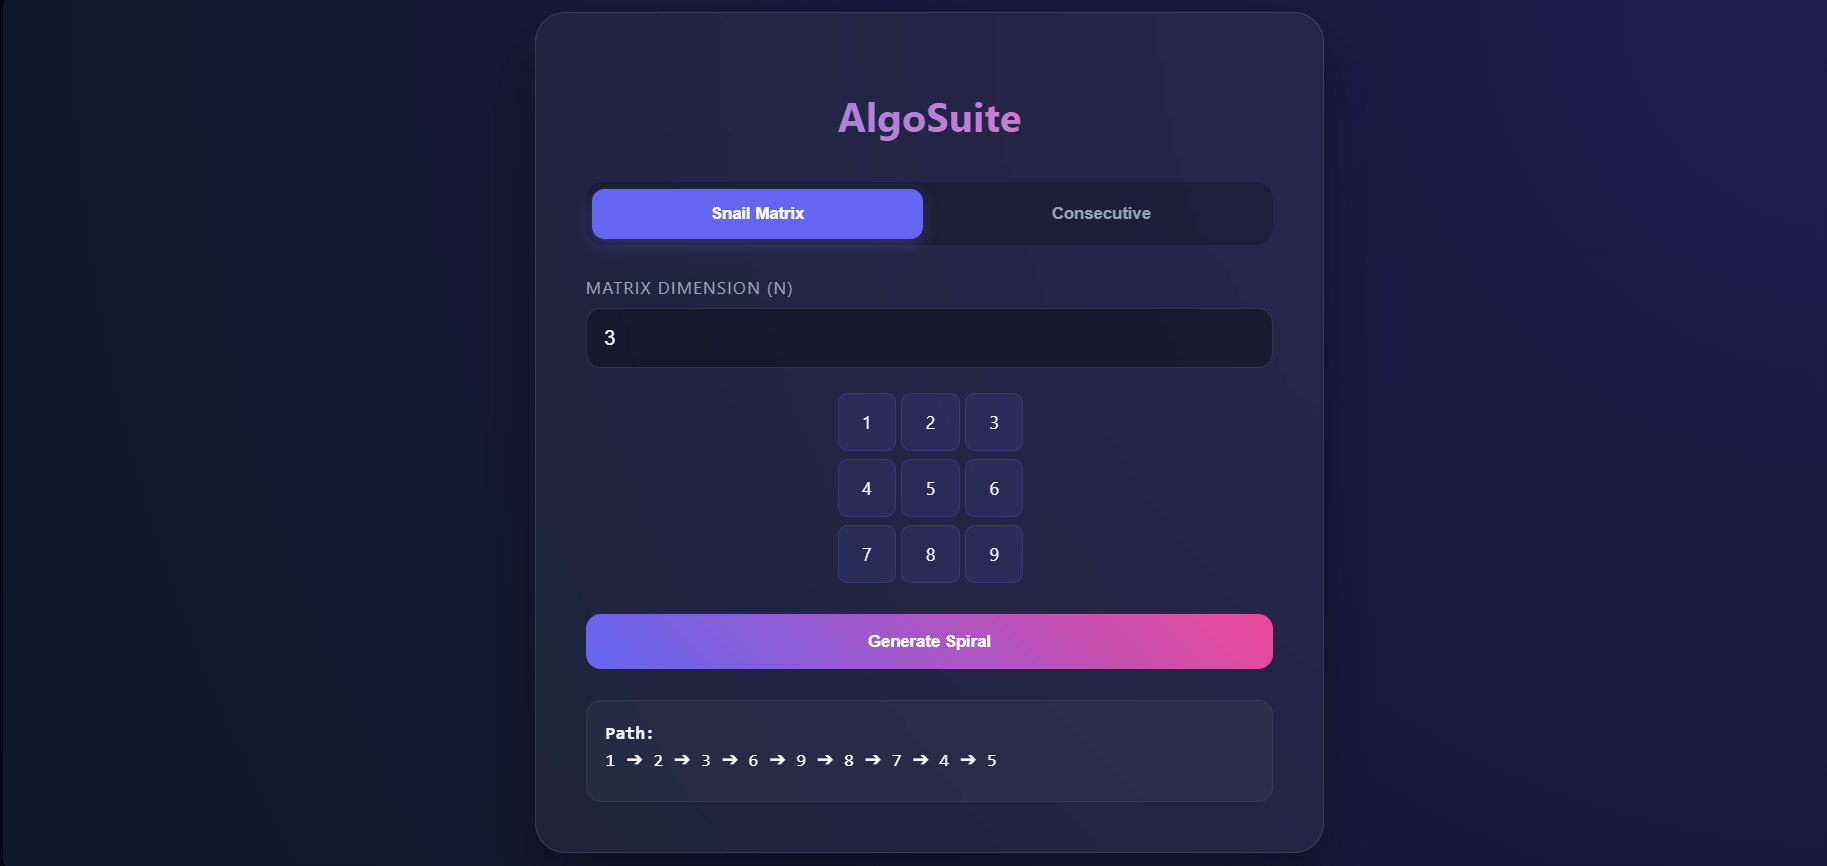 AlgoSuite
Snail Matrix Consecutive
MATRIX DIMENSION (N)
3
1 2 3
4 5 6
7 8 9
Generate Spiral
Path:
1 ➔ 2 ➔ 3 ➔ 6 ➔ 9 ➔ 8 ➔ 7 ➔ 4 ➔ 5